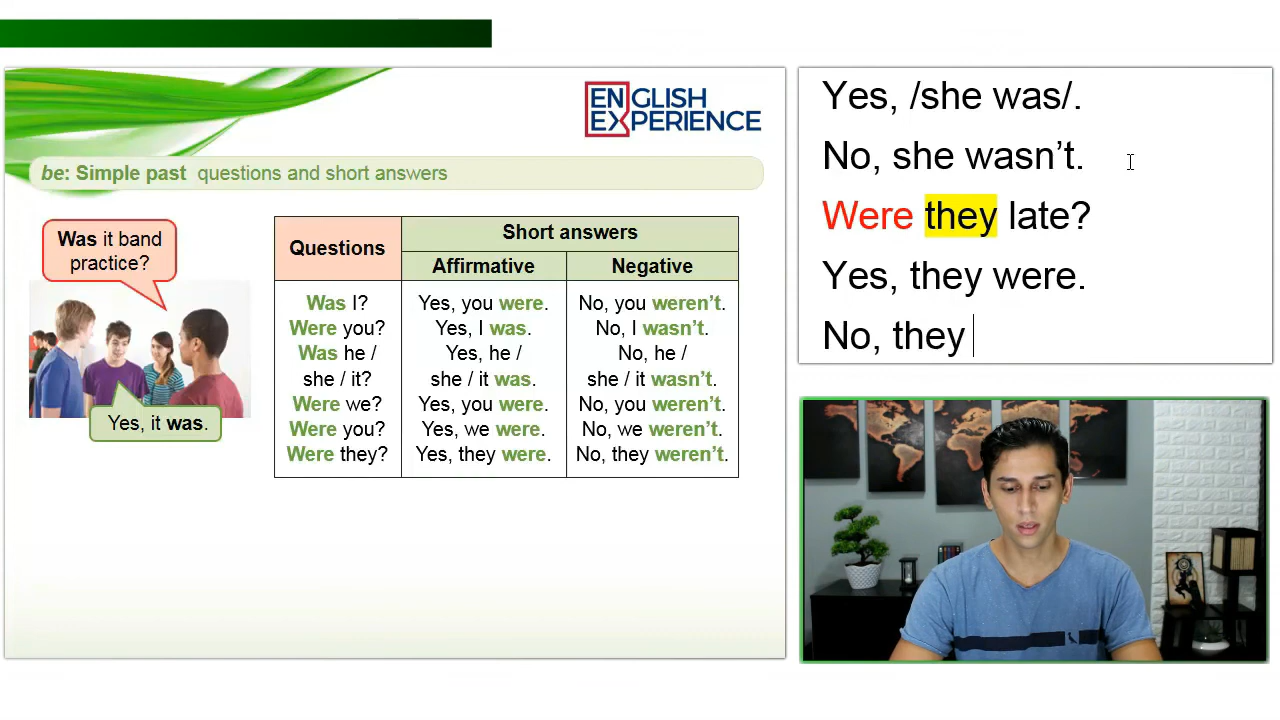 ENGLISH
EXPERIENCE
be: Simple past questions and short answers
Was it band
practice?
Yes, it was.
Questions
Short answers
Affirmative
Negative
Was I? Yes, you were. No, you weren't.
Were you? Yes, I was. No, I wasn't.
Was he / Yes, he / No, he /
she / it? she / it was. she / it wasn't.
Were we? Yes, you were. No, you weren't.
Were you? Yes, we were. No, we weren't.
Were they? Yes, they were. No, they weren't.
Yes, /she was/.
No, she wasn't.
Were they late?
Yes, they were.
No, they